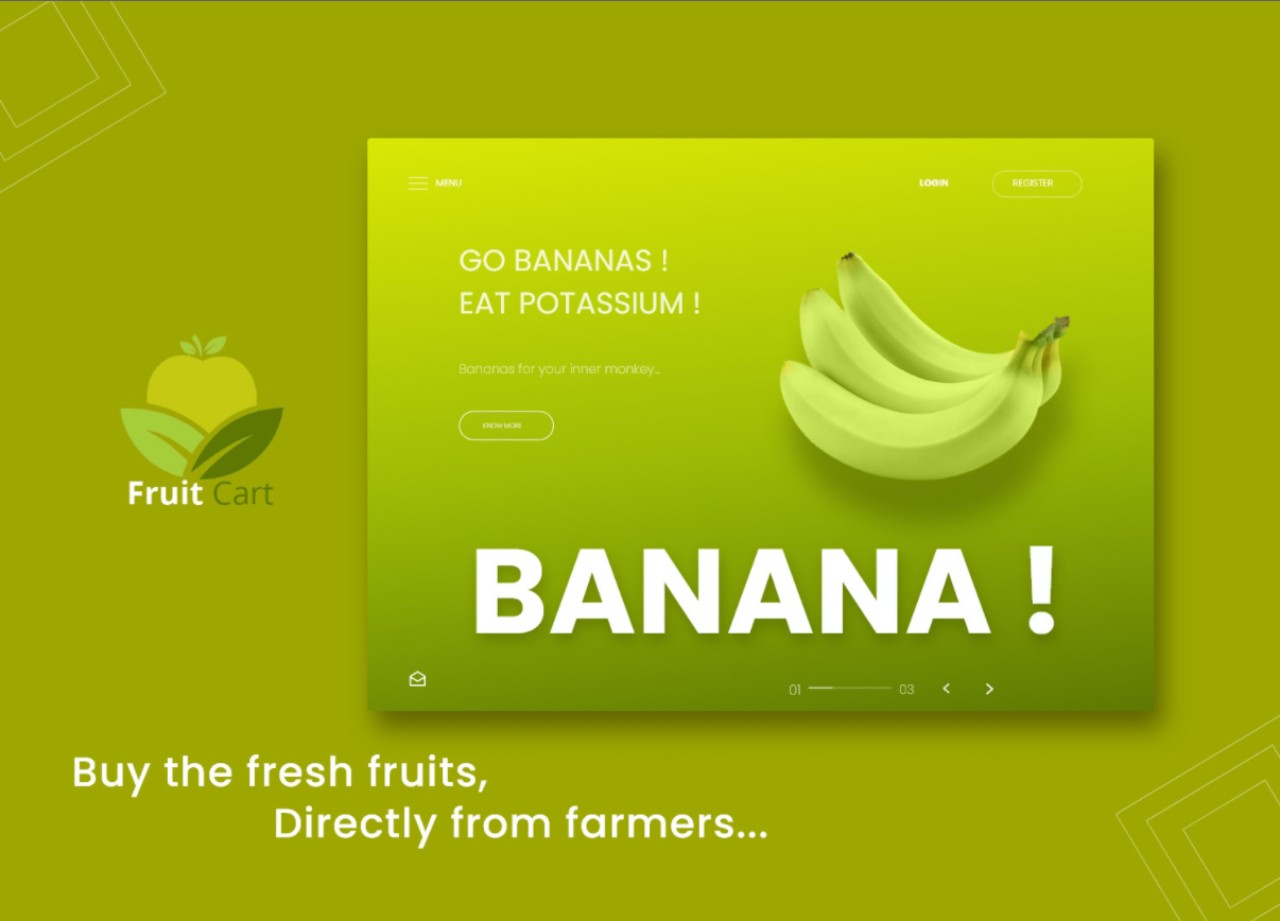 MENU
LOGIN
REGISTER
GO BANANAS !
EAT POTASSIUM !
Bananas for your inner monkey...
KNOW MORE
Fruit Cart
BANANA !
01
03
Buy the fresh fruits,
Directly from farmers...